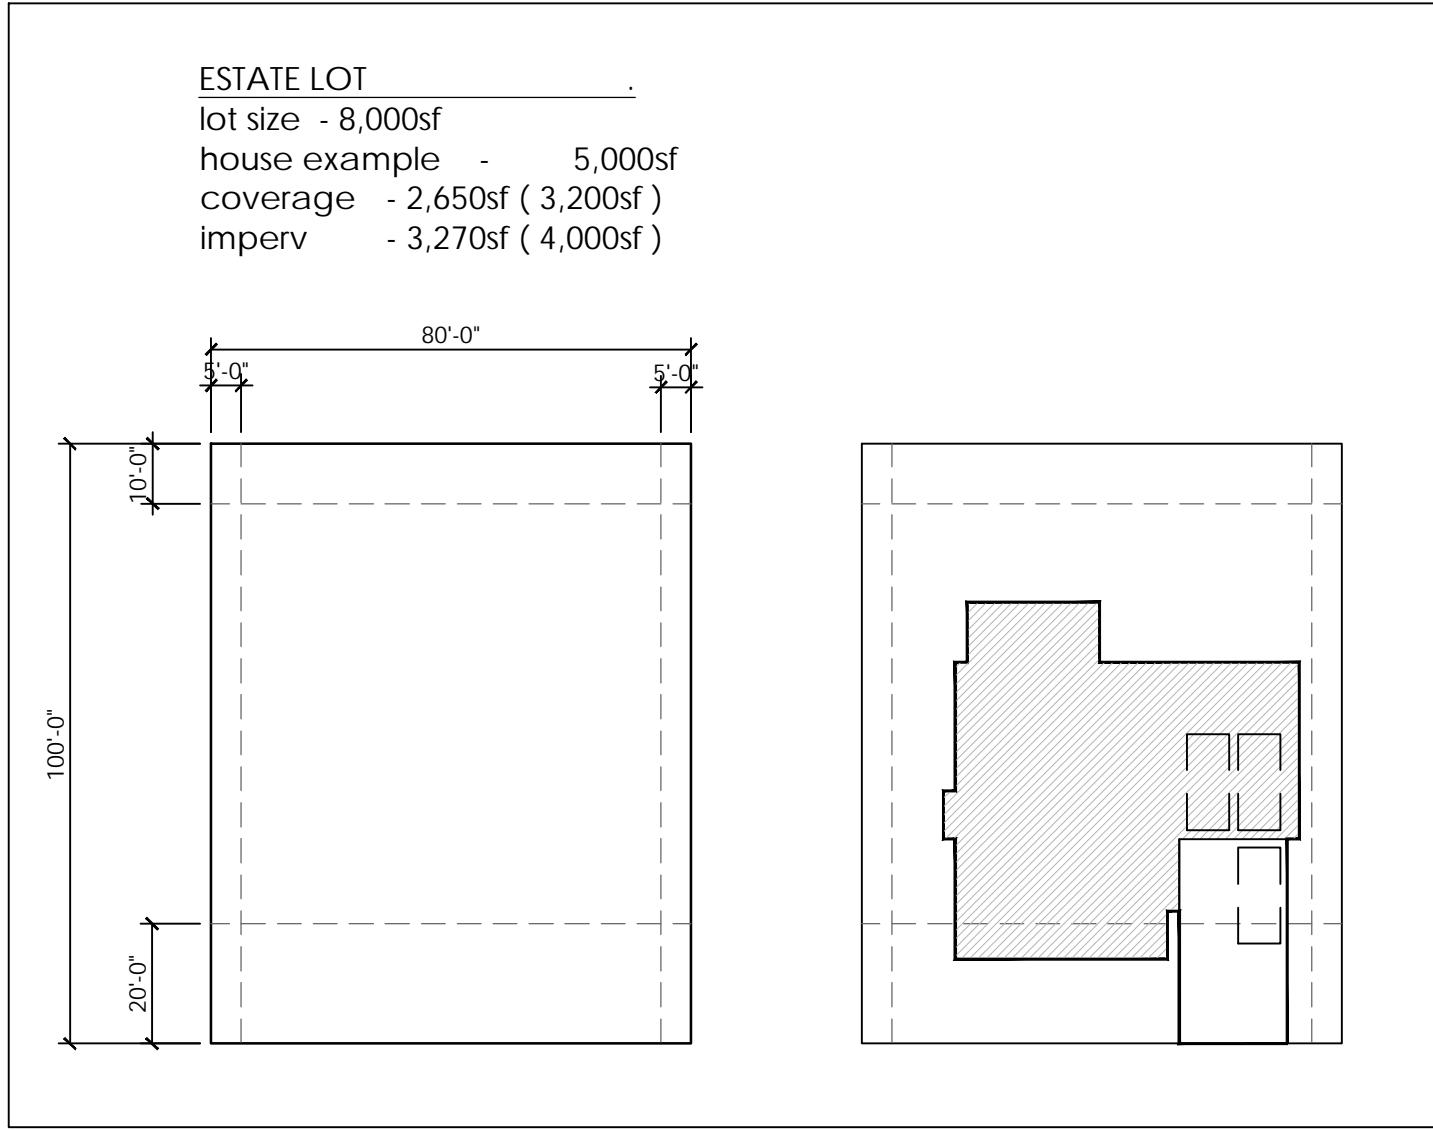 ESTATE LOT .
lot size - 8,000sf
house example - 5,000sf
coverage - 2,650sf ( 3,200sf )
imperv - 3,270sf ( 4,000sf )
80'-0"
5'-0"
5'-0"
10'-0"
100'-0"
20'-0"